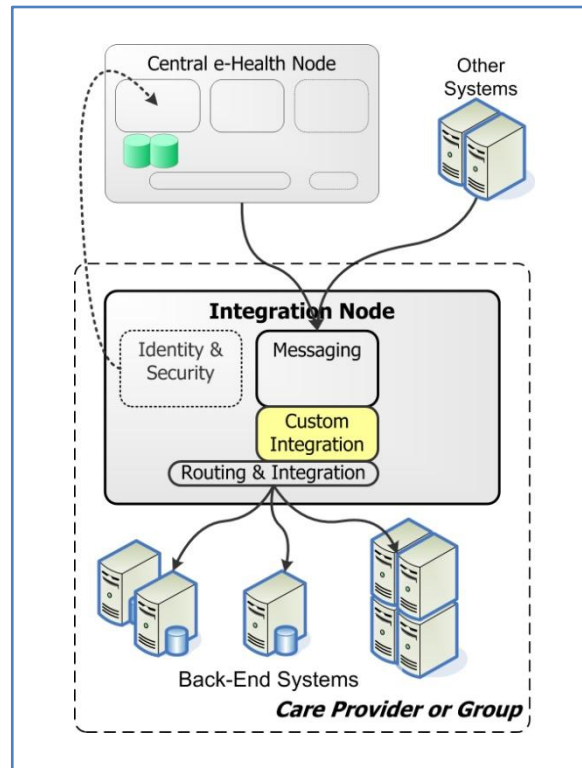 Central e-Health Node
Other
Systems
Integration Node
Identity &
Security
Messaging
Custom
Integration
Routing & Integration
Back-End Systems
Care Provider or Group